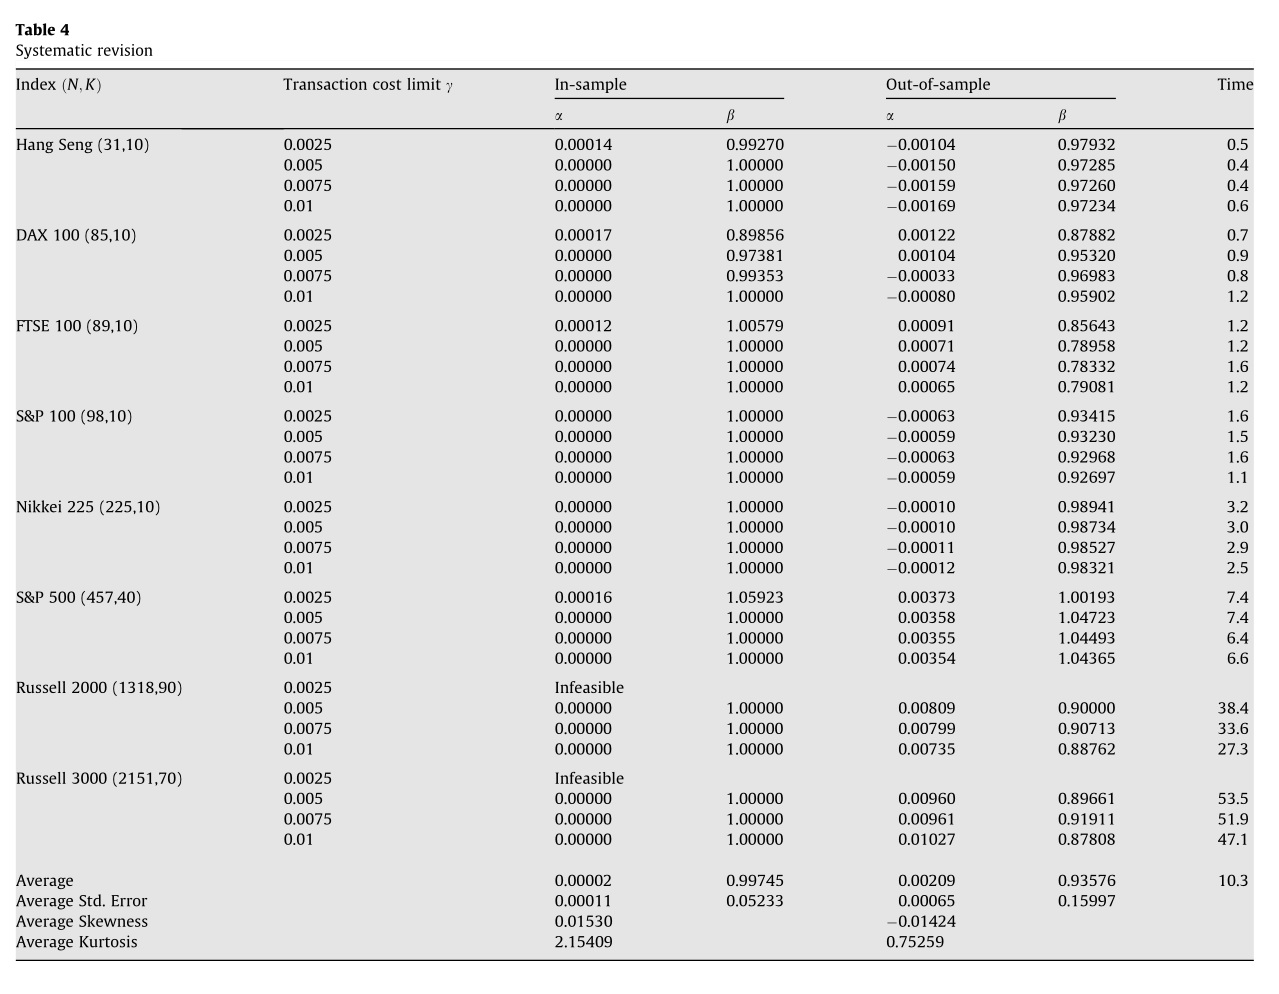 Table 4
Systematic revision
Index (N, K) Transaction cost limit γ In-sample Out-of-sample Time
α β α β
Hang Seng (31,10) 0.0025 0.00014 0.99270 −0.00104 0.97932 0.5
0.005 0.00000 1.00000 −0.00150 0.97285 0.4
0.0075 0.00000 1.00000 −0.00159 0.97260 0.4
0.01 0.00000 1.00000 −0.00169 0.97234 0.6
DAX 100 (85,10) 0.0025 0.00017 0.89856 0.00122 0.87882 0.7
0.005 0.00000 0.97381 0.00104 0.95320 0.9
0.0075 0.00000 0.99353 −0.00033 0.96983 0.8
0.01 0.00000 1.00000 −0.00080 0.95902 1.2
FTSE 100 (89,10) 0.0025 0.00012 1.00579 0.00091 0.85643 1.2
0.005 0.00000 1.00000 0.00071 0.78958 1.2
0.0075 0.00000 1.00000 0.00074 0.78332 1.6
0.01 0.00000 1.00000 0.00065 0.79081 1.2
S&P 100 (98,10) 0.0025 0.00000 1.00000 −0.00063 0.93415 1.6
0.005 0.00000 1.00000 −0.00059 0.93230 1.5
0.0075 0.00000 1.00000 −0.00063 0.92968 1.6
0.01 0.00000 1.00000 −0.00059 0.92697 1.1
Nikkei 225 (225,10) 0.0025 0.00000 1.00000 −0.00010 0.98941 3.2
0.005 0.00000 1.00000 −0.00010 0.98734 3.0
0.0075 0.00000 1.00000 −0.00011 0.98527 2.9
0.01 0.00000 1.00000 −0.00012 0.98321 2.5
S&P 500 (457,40) 0.0025 0.00016 1.05923 0.00373 1.00193 7.4
0.005 0.00000 1.00000 0.00358 1.04723 7.4
0.0075 0.00000 1.00000 0.00355 1.04493 6.4
0.01 0.00000 1.00000 0.00354 1.04365 6.6
Russell 2000 (1318,90) 0.0025 Infeasible
0.005 0.00000 1.00000 0.00809 0.90000 38.4
0.0075 0.00000 1.00000 0.00799 0.90713 33.6
0.01 0.00000 1.00000 0.00735 0.88762 27.3
Russell 3000 (2151,70) 0.0025 Infeasible
0.005 0.00000 1.00000 0.00960 0.89661 53.5
0.0075 0.00000 1.00000 0.00961 0.91911 51.9
0.01 0.00000 1.00000 0.01027 0.87808 47.1
Average 0.00002 0.99745 0.00209 0.93576 10.3
Average Std. Error 0.00011 0.05233 0.00065 0.15997
Average Skewness 0.01530 −0.01424
Average Kurtosis 2.15409 0.75259